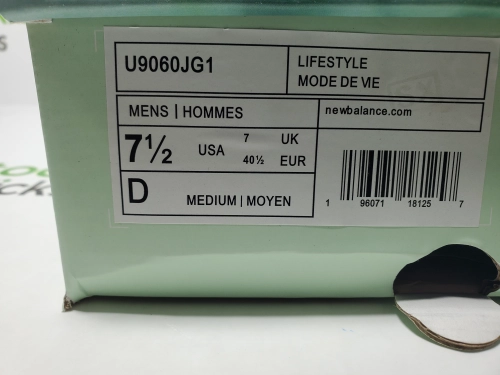 U9060JG1
LIFESTYLE
MODE DE VIE
MENS | HOMMES
newbalance.com
7½ USA 7 UK
40½ EUR
D MEDIUM | MOYEN
1 96071 18125 7